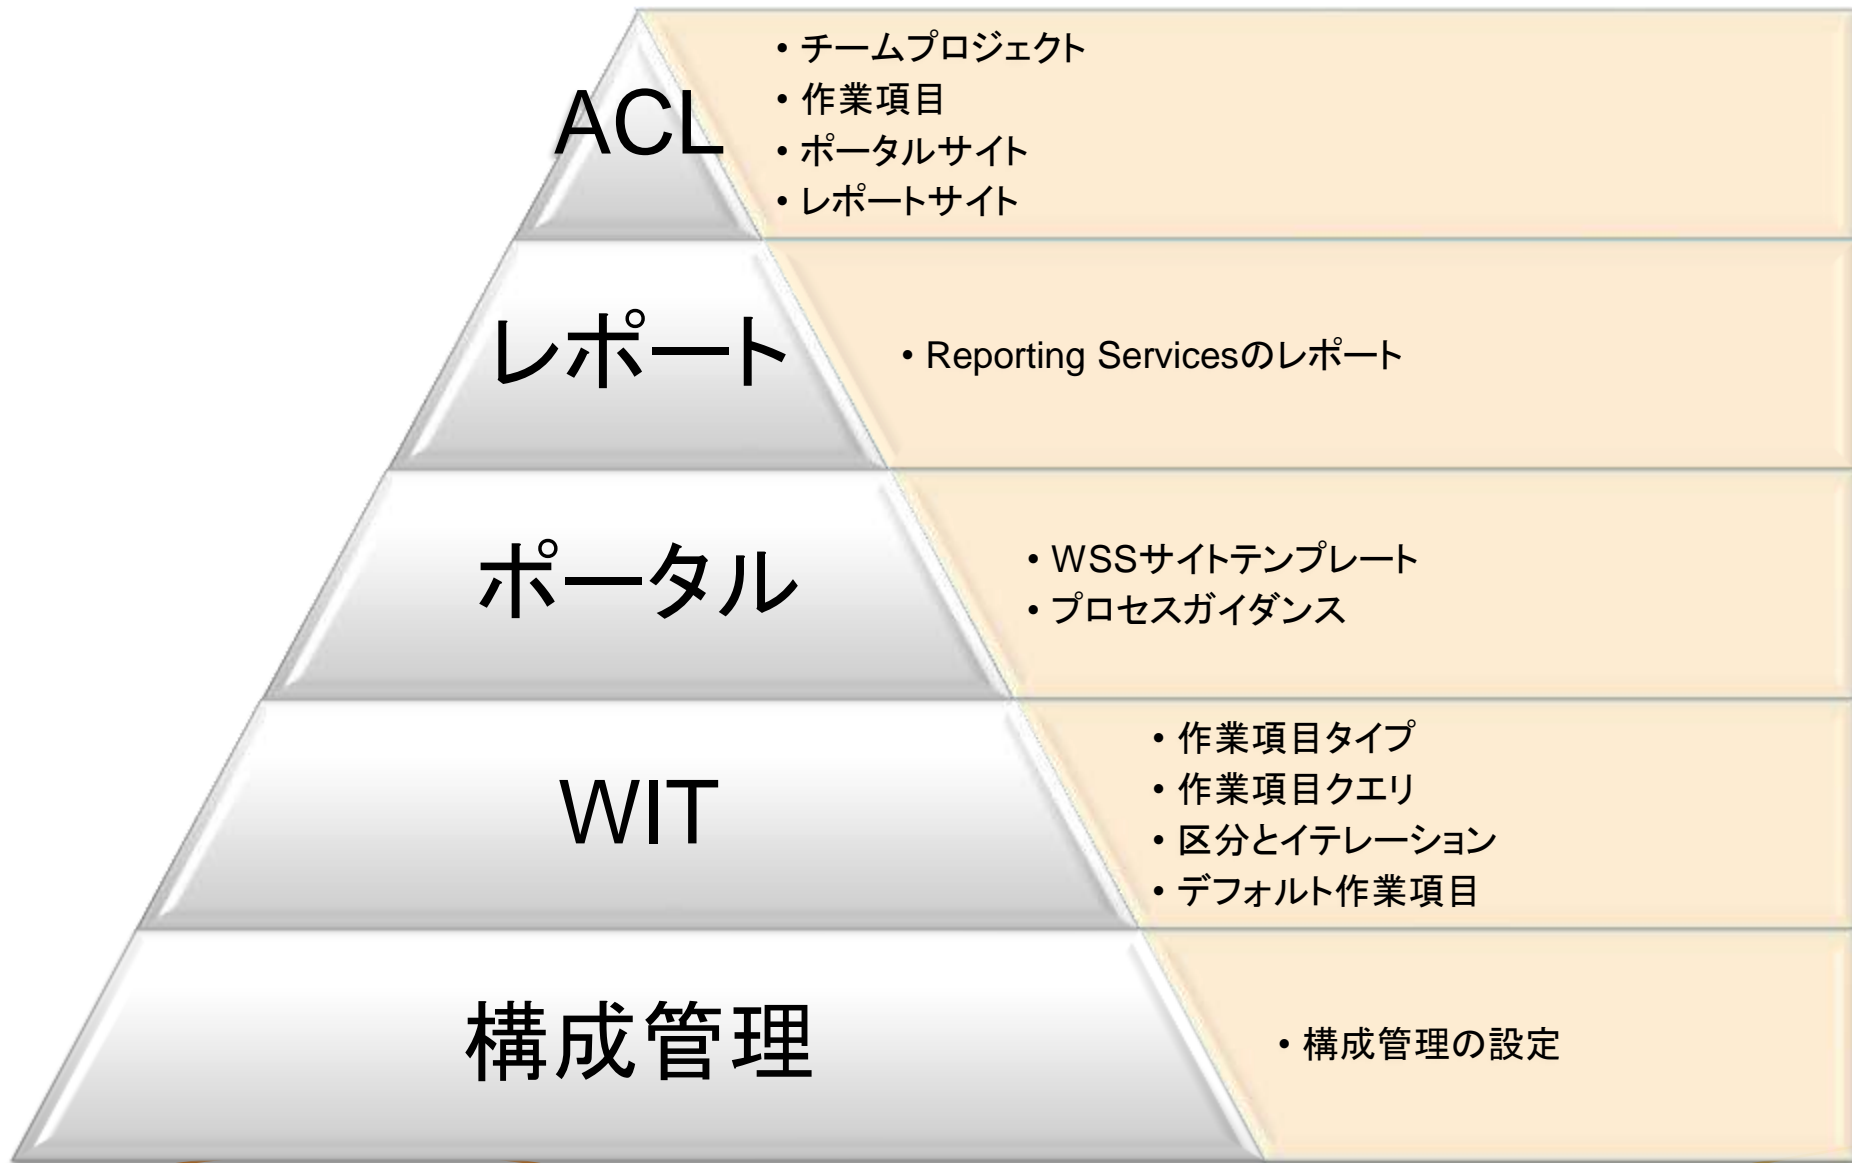 ACL
• チームプロジェクト
• 作業項目
• ポータルサイト
• レポートサイト
レポート
• Reporting Servicesのレポート
ポータル
• WSSサイトテンプレート
• プロセスガイダンス
WIT
• 作業項目タイプ
• 作業項目クエリ
• 区分とイテレーション
• デフォルト作業項目
構成管理
• 構成管理の設定